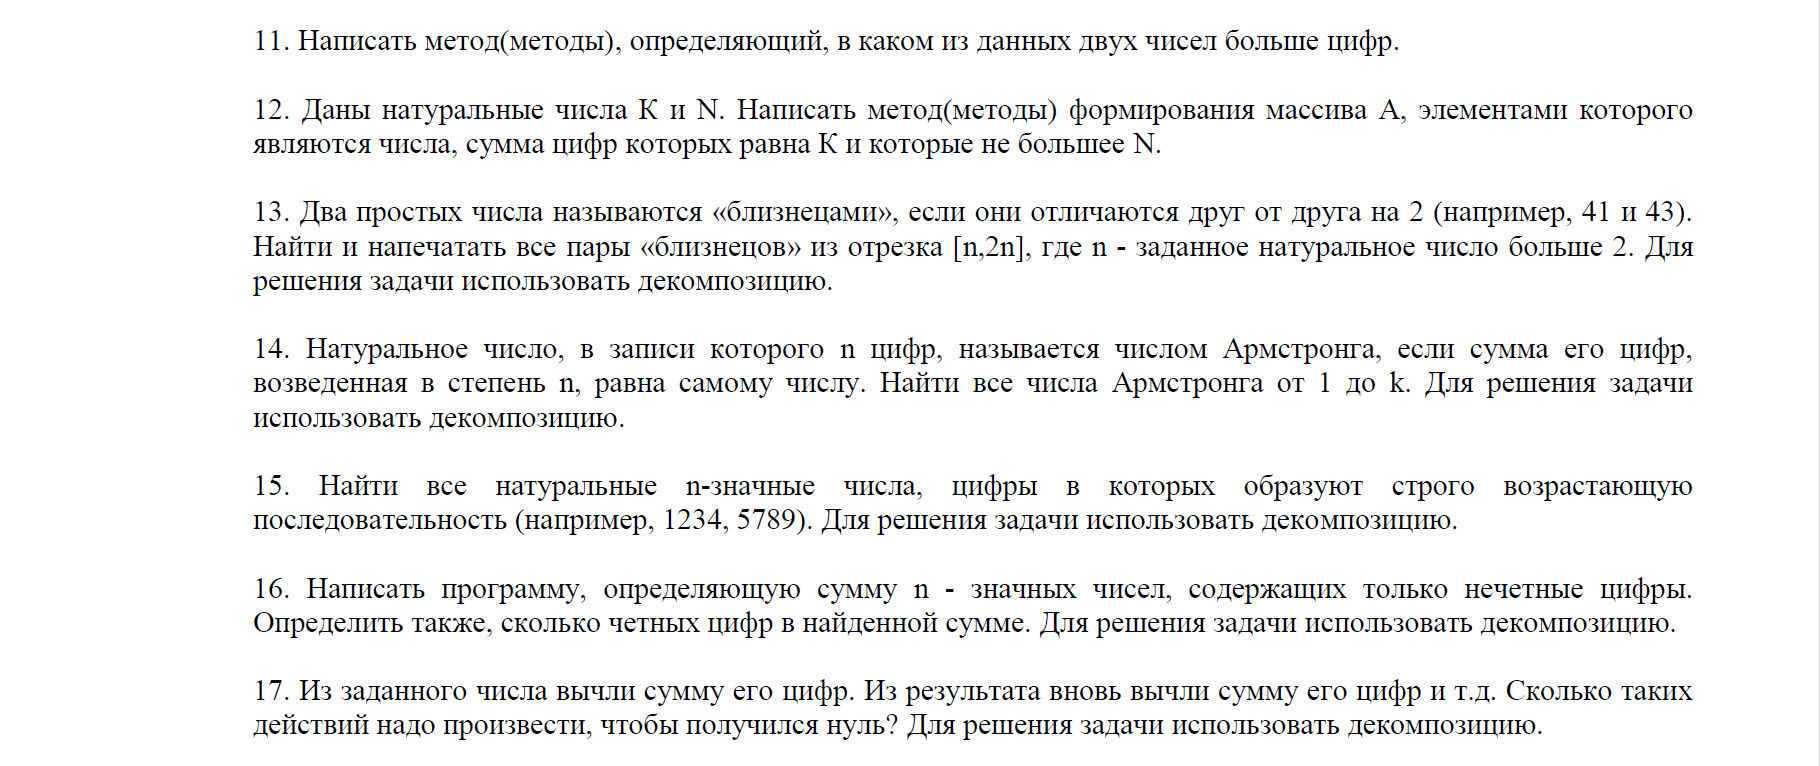 11. Написать метод(методы), определяющий, в каком из данных двух чисел больше цифр.
12. Даны натуральные числа К и N. Написать метод(методы) формирования массива А, элементами которого
являются числа, сумма цифр которых равна К и которые не большее N.
13. Два простых числа называются «близнецами», если они отличаются друг от друга на 2 (например, 41 и 43).
Найти и напечатать все пары «близнецов» из отрезка [n,2n], где n - заданное натуральное число больше 2. Для
решения задачи использовать декомпозицию.
14. Натуральное число, в записи которого n цифр, называется числом Армстронга, если сумма его цифр,
возведенная в степень n, равна самому числу. Найти все числа Армстронга от 1 до k. Для решения задачи
использовать декомпозицию.
15. Найти все натуральные n-значные числа, цифры в которых образуют строго возрастающую
последовательность (например, 1234, 5789). Для решения задачи использовать декомпозицию.
16. Написать программу, определяющую сумму n - значных чисел, содержащих только нечетные цифры.
Определить также, сколько четных цифр в найденной сумме. Для решения задачи использовать декомпозицию.
17. Из заданного числа вычли сумму его цифр. Из результата вновь вычли сумму его цифр и т.д. Сколько таких
действий надо произвести, чтобы получился нуль? Для решения задачи использовать декомпозицию.